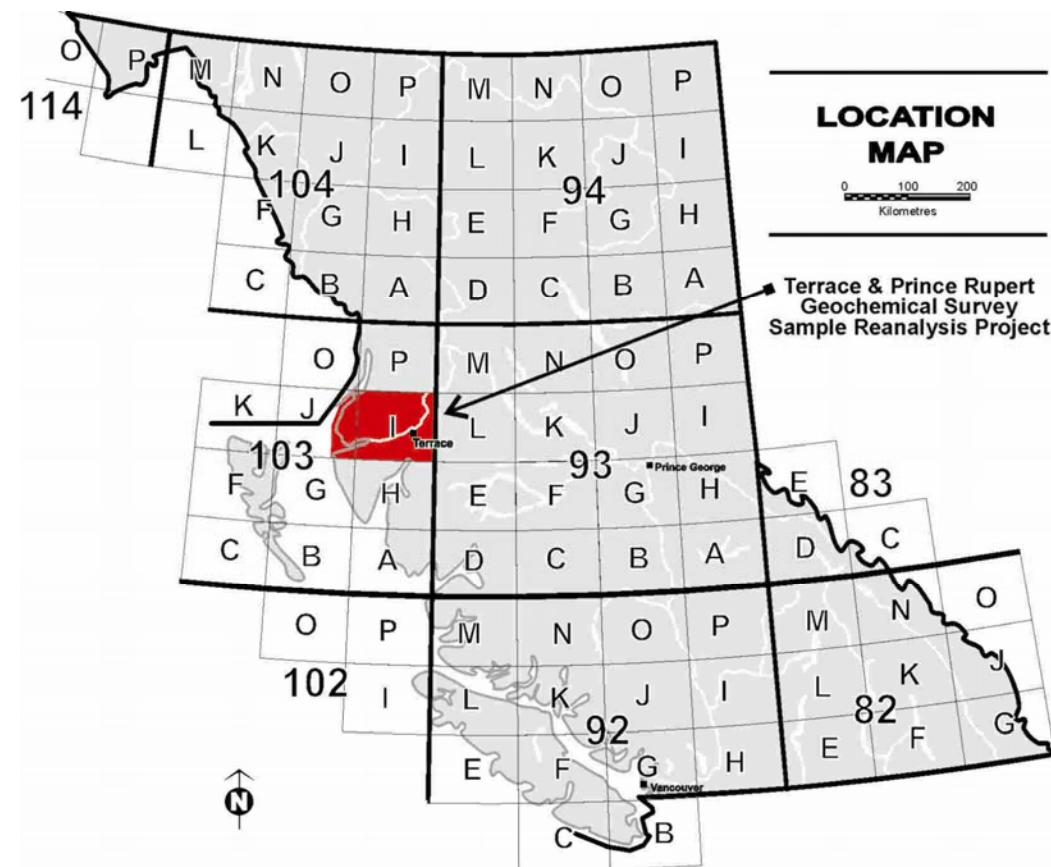 O P M N O P M N O P
114
LOCATION
MAP
L K J I L K J I
104 94
0 100 200
Kilometres
F G H E F G H
C B A D C B A
Terrace & Prince Rupert
Geochemical Survey
Sample Reanalysis Project
O P M N O P
K J I L K J I
Terrace
103 93
Prince George
F G H E F G H E 83
C B A D C B A D C
O P M N O P M N O
102
I L K J I L K J
92 82
E F G H E F G
Vancouver
N
C B